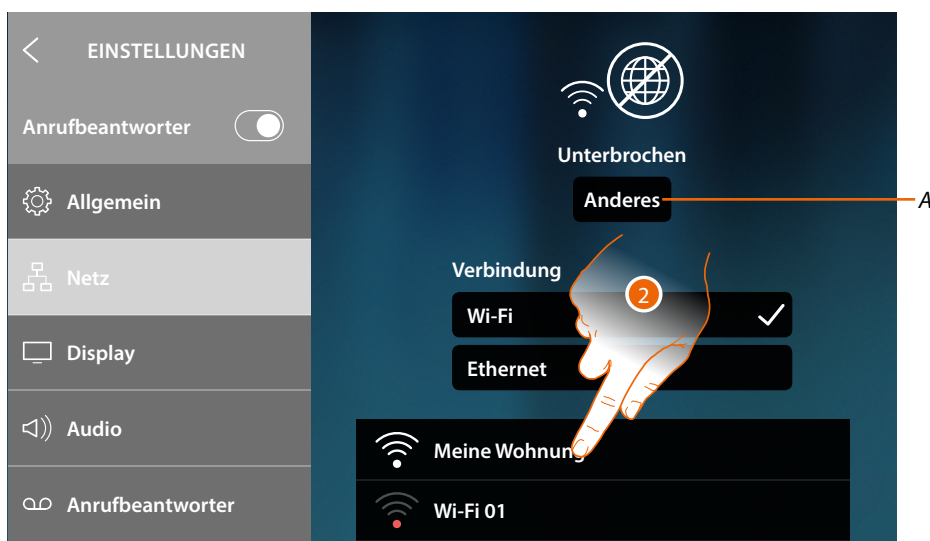 EINSTELLUNGEN
Anrufbeantworter
Allgemein
Netz
Display
Audio
Anrufbeantworter
Unterbrochen
Anderes
A
Verbindung
2
Wi-Fi
Ethernet
Meine Wohnung
Wi-Fi 01